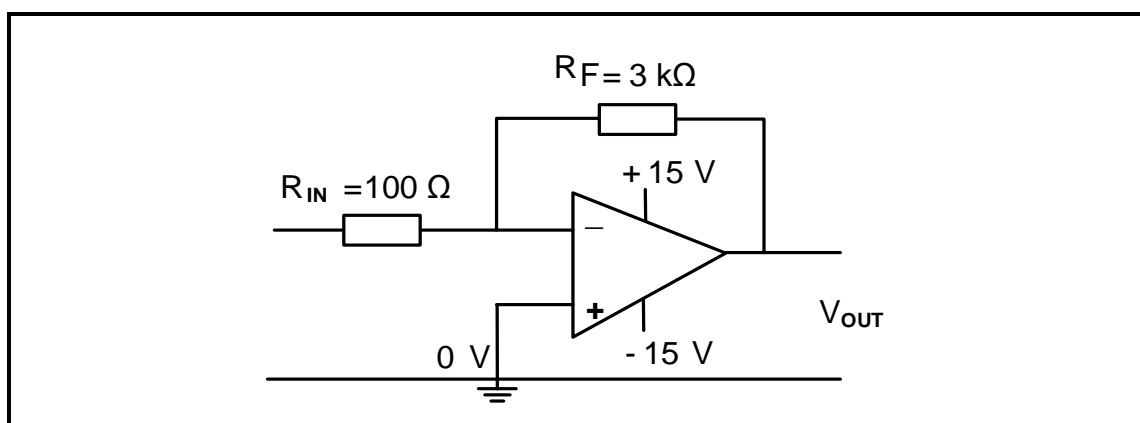 RF = 3 kΩ
+ 15 V
RIN = 100 Ω
–
+
VOUT
0 V
- 15 V